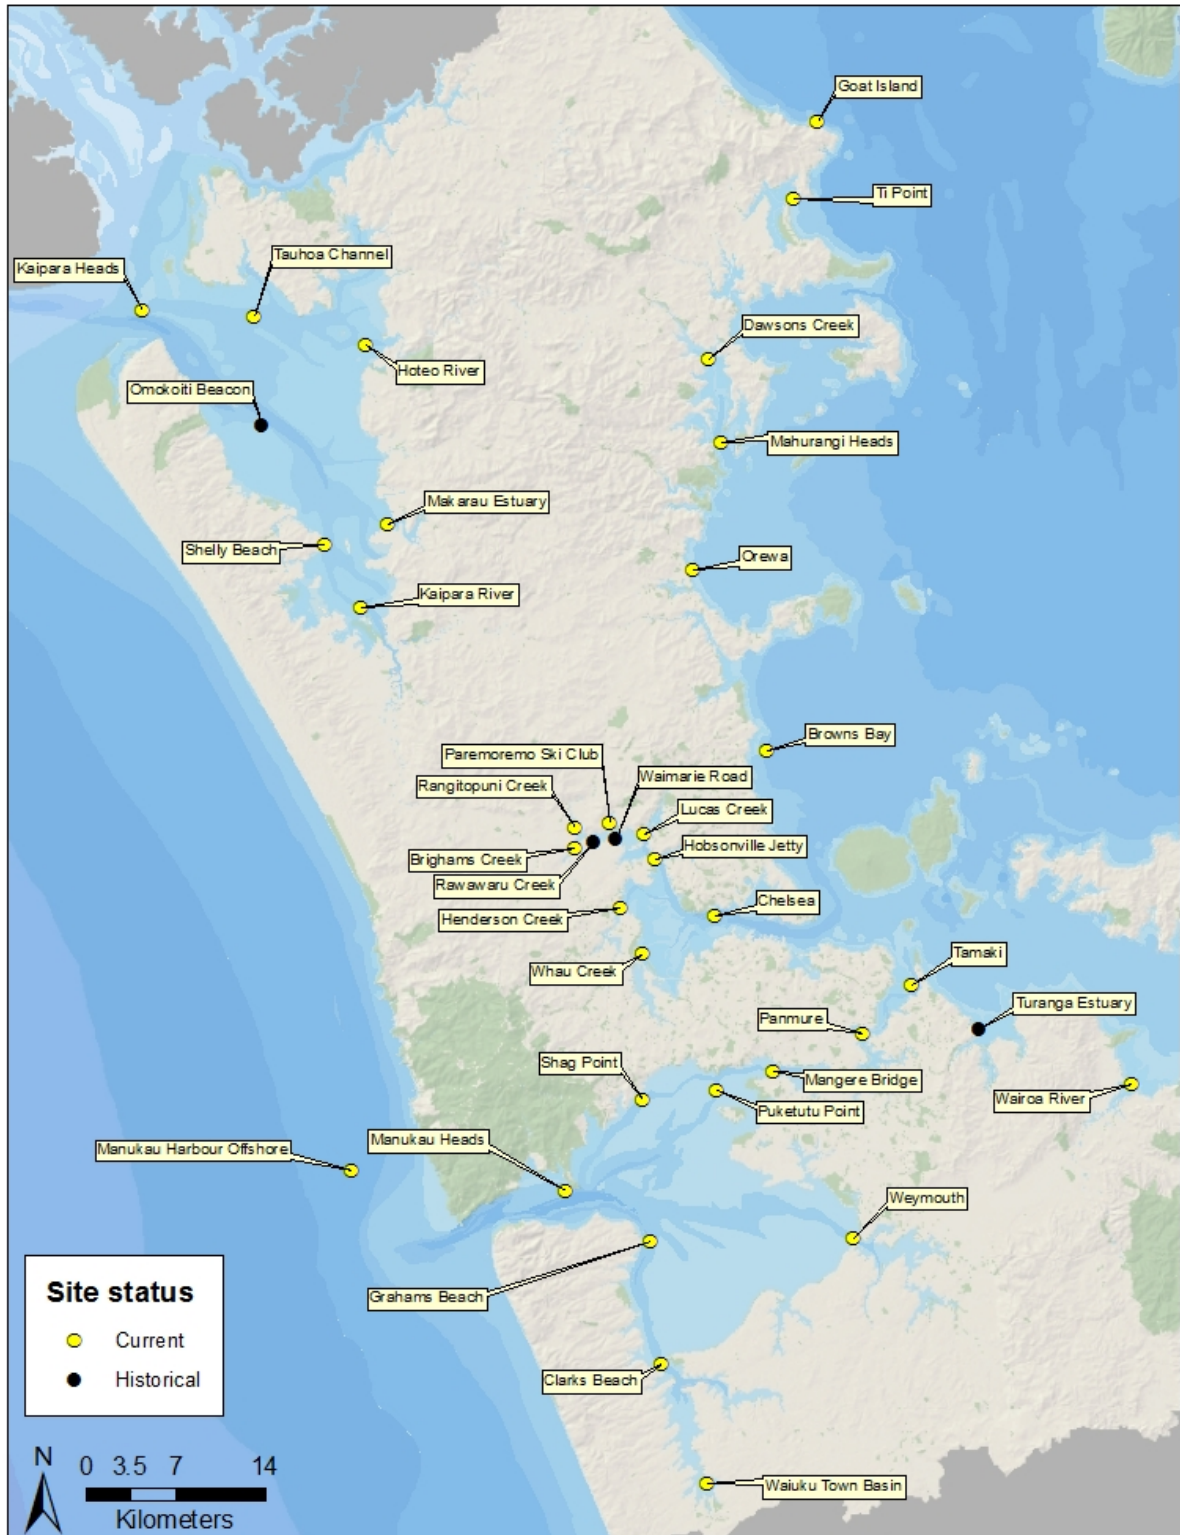 Goat Island
Ti Point
Tauhoa Channel
Kaipara Heads
Dawsons Creek
Hoteo River
Omokoiti Beacon
Mahurangi Heads
Makarau Estuary
Shelly Beach
Orewa
Kaipara River
Browns Bay
Paremoremo Ski Club
Waimarie Road
Rangitopuni Creek
Lucas Creek
Hobsonville Jetty
Brighams Creek
Rawawaru Creek
Chelsea
Henderson Creek
Tamaki
Whau Creek
Turanga Estuary
Panmure
Shag Point
Mangere Bridge
Wairoa River
Puketutu Point
Manukau Heads
Manukau Harbour Offshore
Weymouth
Grahams Beach
Clarks Beach
Waiuku Town Basin
Site status
Current
Historical
N
0 3.5 7 14
Kilometers